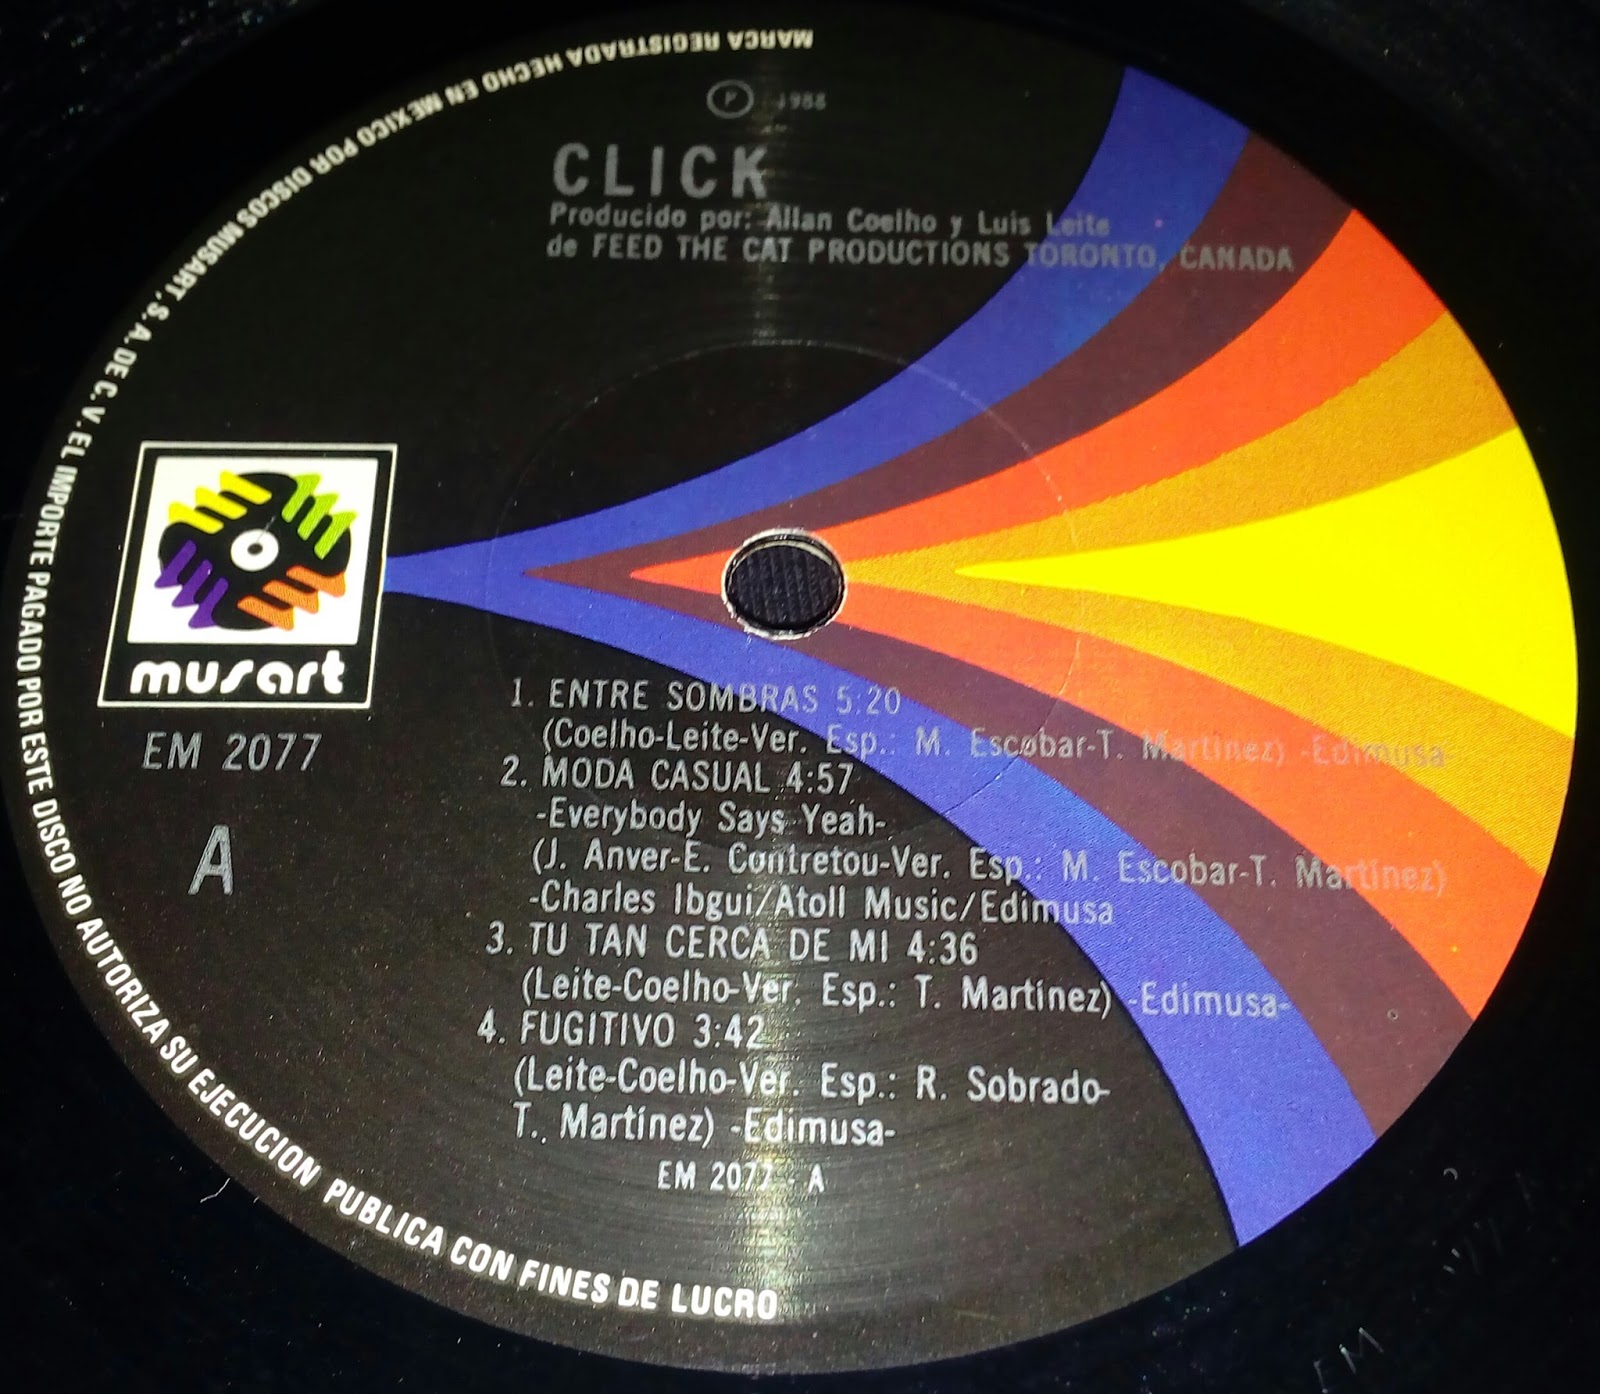 MARCA REGISTRADA HECHO EN MEXICO POR DISCOS MUSART, S. A. DE C. V. EL IMPORTE PAGADO POR ESTE DISCO NO AUTORIZA SU EJECUCION PUBLICA CON FINES DE LUCRO
Ⓟ 1988
CLICK
Producido por: Allan Coelho y Luis Leite
de FEED THE CAT PRODUCTIONS TORONTO, CANADA
musart
EM 2077
A
1. ENTRE SOMBRAS 5:20
(Coelho-Leite-Ver. Esp.: M. Escobar-T. Martinez) -Edimusa-
2. MODA CASUAL 4:57
-Everybody Says Yeah-
(J. Anver-E. Contretou-Ver. Esp.: M. Escobar-T. Martínez)
-Charles Ibgui/Atoll Music/Edimusa
3. TU TAN CERCA DE MI 4:36
(Leite-Coelho-Ver. Esp.: T. Martínez) -Edimusa-
4. FUGITIVO 3:42
(Leite-Coelho-Ver. Esp.: R. Sobrado-
T. Martínez) -Edimusa-
EM 2077 - A
EM